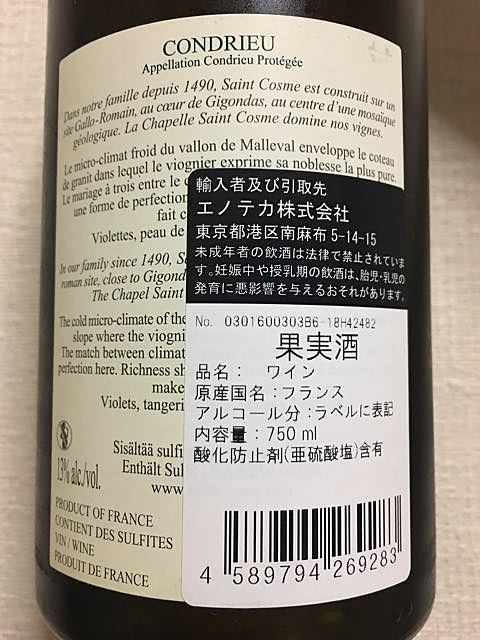 CONDRIEU
Appellation Condrieu Protégée
Dans notre famille depuis 1490, Saint Cosme est construit sur un
site Gallo-Romain, au cœur de Gigondas, au centre d'une mosaïque
géologique. La Chapelle Saint Cosme domine nos vignes.
Le micro-climat froid du vallon de Malleval enveloppe le coteau
de granit dans lequel le viognier exprime sa noblesse la plus pure.
Le mariage à trois entre le c
une forme de perfection
fait c
Violettes, peau de
In our family since 1490, S
roman site, close to Gigond
The Chapel Saint
The cold micro-climate of the
slope where the viogni
The match between climat
perfection here. Richness sh
make
Violets, tangeri
Sisältää sulfi
Enthält Sul
www
13% alc./vol.
PRODUCT OF FRANCE
CONTIENT DES SULFITES
VIN / WINE
PRODUIT DE FRANCE
輸入者及び引取先
エノテカ株式会社
東京都港区南麻布 5-14-15
未成年者の飲酒は法律で禁止されていま
す。妊娠中や授乳期の飲酒は、胎児・乳児の
発育に悪影響を与えるおそれがあります。
No. 0301600303B6-18H42482
果実酒
品名： ワイン
原産国名：フランス
アルコール分：ラベルに表記
内容量：750 ml
酸化防止剤(亜硫酸塩)含有
4 589794 269283